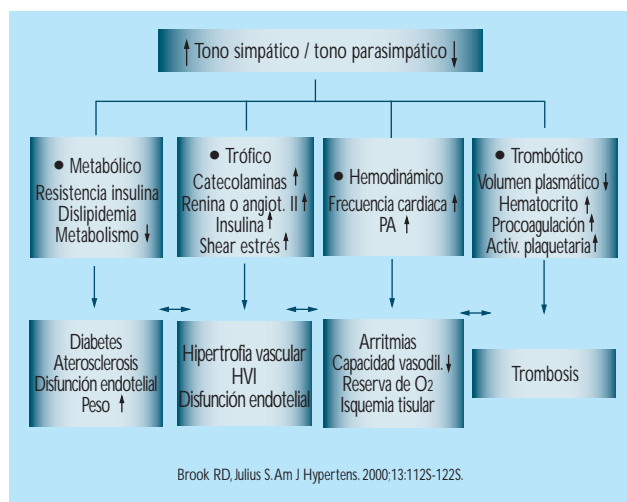 ↑ Tono simpático / tono parasimpático ↓
● Metabólico
Resistencia insulina
Dislipidemia
Metabolismo ↓
● Trófico
Catecolaminas ↑
Renina o angiot. II ↑
Insulina ↑
Shear estrés ↑
● Hemodinámico
Frecuencia cardiaca ↑
PA ↑
● Trombótico
Volumen plasmático ↓
Hematocrito ↑
Procoagulación ↑
Activ. plaquetaria ↑
Diabetes
Aterosclerosis
Disfunción endotelial
Peso ↑
Hipertrofia vascular
HVI
Disfunción endotelial
Arritmias
Capacidad vasodil. ↓
Reserva de O2
Isquemia tisular
Trombosis
Brook RD, Julius S. Am J Hypertens. 2000;13:112S-122S.